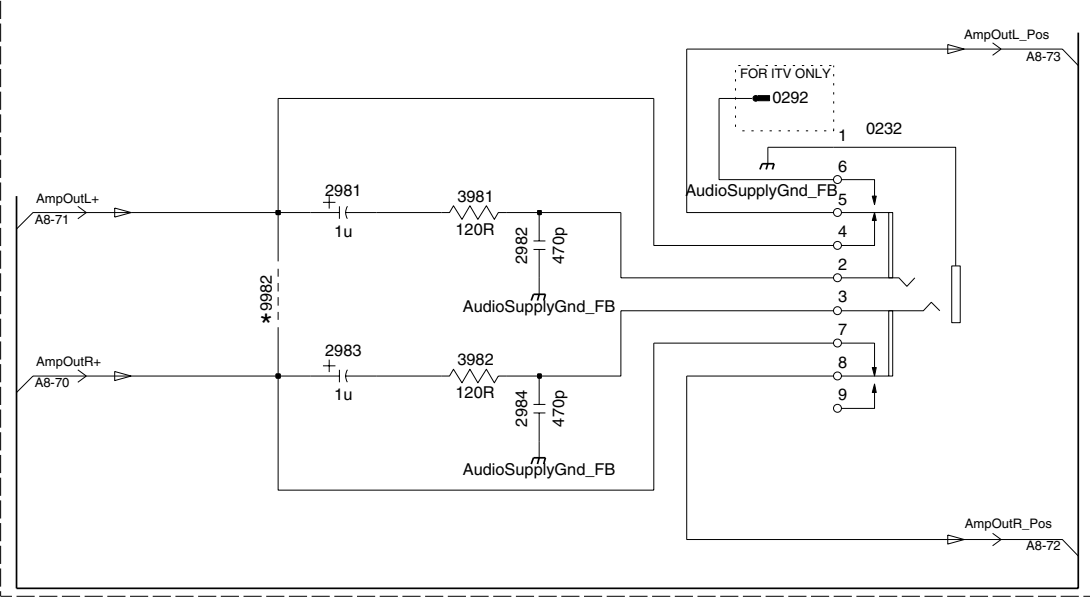 AmpOutL_Pos
A8-73
FOR ITV ONLY
0292
1
0232
6
AudioSupplyGnd_FB
5
4
2
3
7
8
9
AmpOutL+
A8-71
2981
+
1u
3981
120R
2982
470p
AudioSupplyGnd_FB
*9982
AmpOutR+
A8-70
2983
+
1u
3982
120R
2984
470p
AudioSupplyGnd_FB
AmpOutR_Pos
A8-72